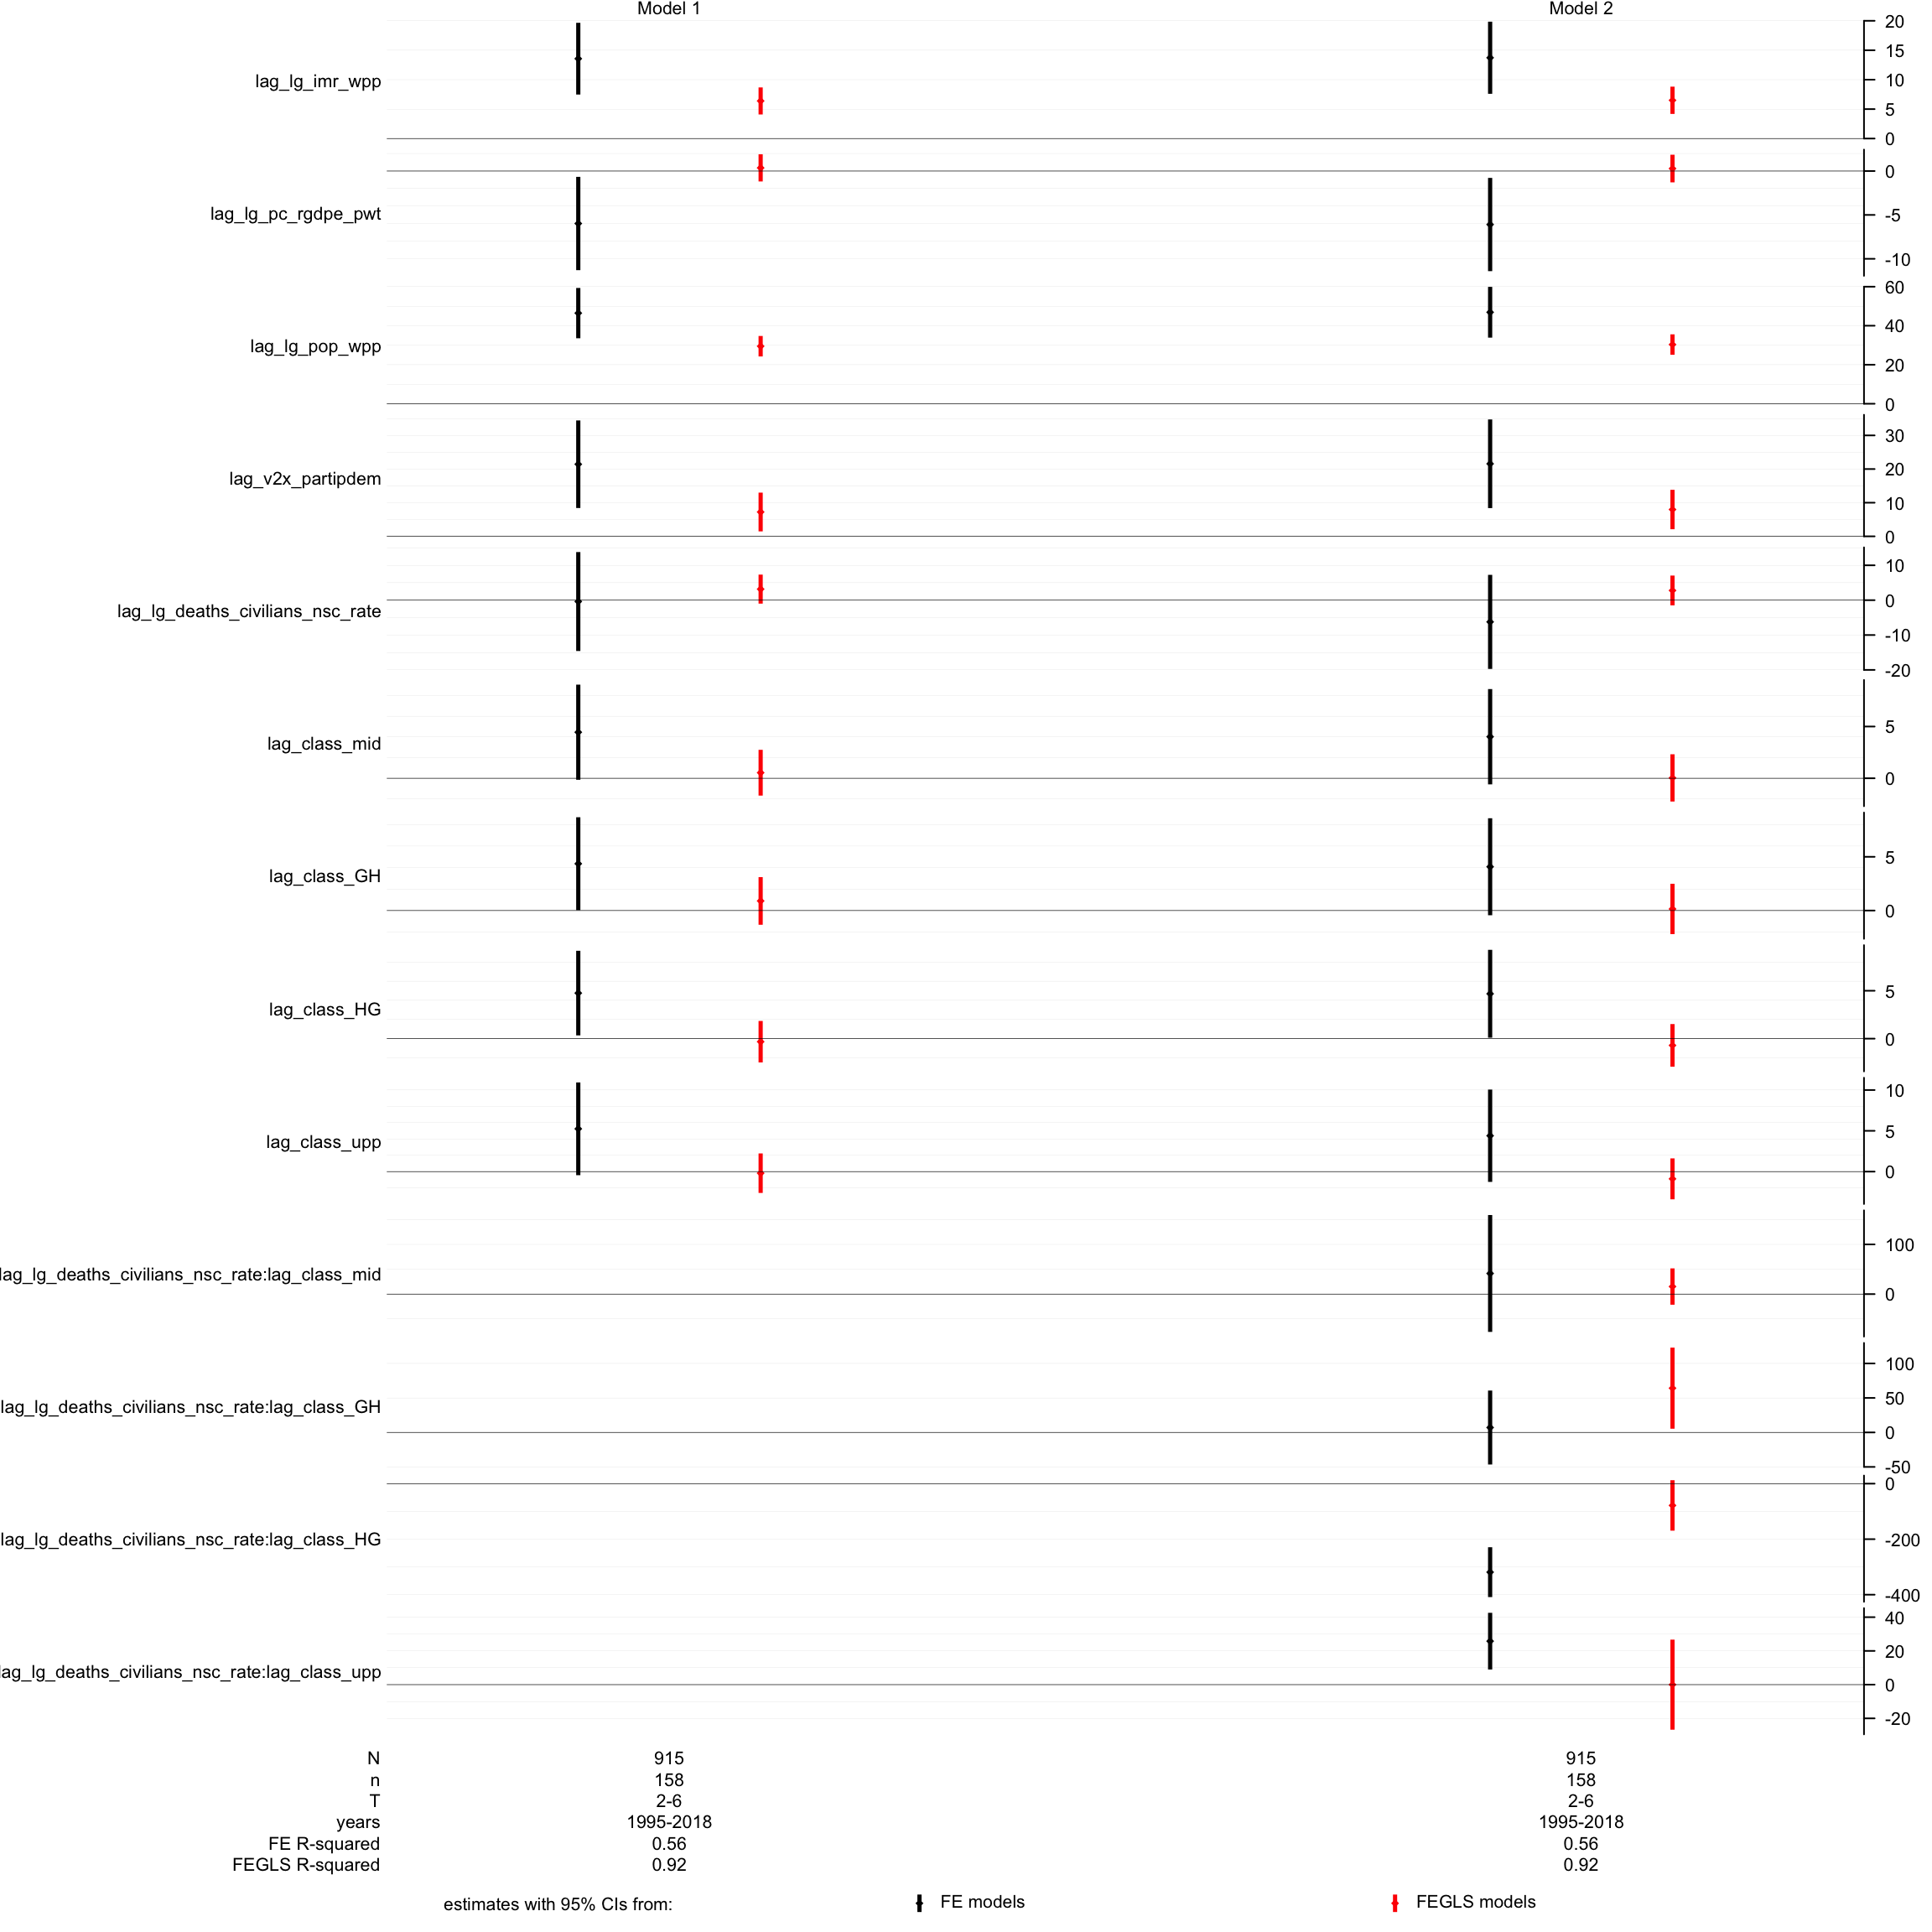 Model 1 Model 2
lag_lg_imr_wpp
20
15
10
5
0
lag_lg_pc_rgdpe_pwt
0
-5
-10
lag_lg_pop_wpp
60
40
20
0
lag_v2x_partipdem
30
20
10
0
lag_lg_deaths_civilians_nsc_rate
10
0
-10
-20
lag_class_mid
5
0
lag_class_GH
5
0
lag_class_HG
5
0
lag_class_upp
10
5
0
lag_lg_deaths_civilians_nsc_rate:lag_class_mid
100
0
lag_lg_deaths_civilians_nsc_rate:lag_class_GH
100
50
0
-50
lag_lg_deaths_civilians_nsc_rate:lag_class_HG
0
-200
-400
lag_lg_deaths_civilians_nsc_rate:lag_class_upp
40
20
0
-20
N 915 915
n 158 158
T 2-6 2-6
years 1995-2018 1995-2018
FE R-squared 0.56 0.56
FEGLS R-squared 0.92 0.92
estimates with 95% CIs from: FE models FEGLS models